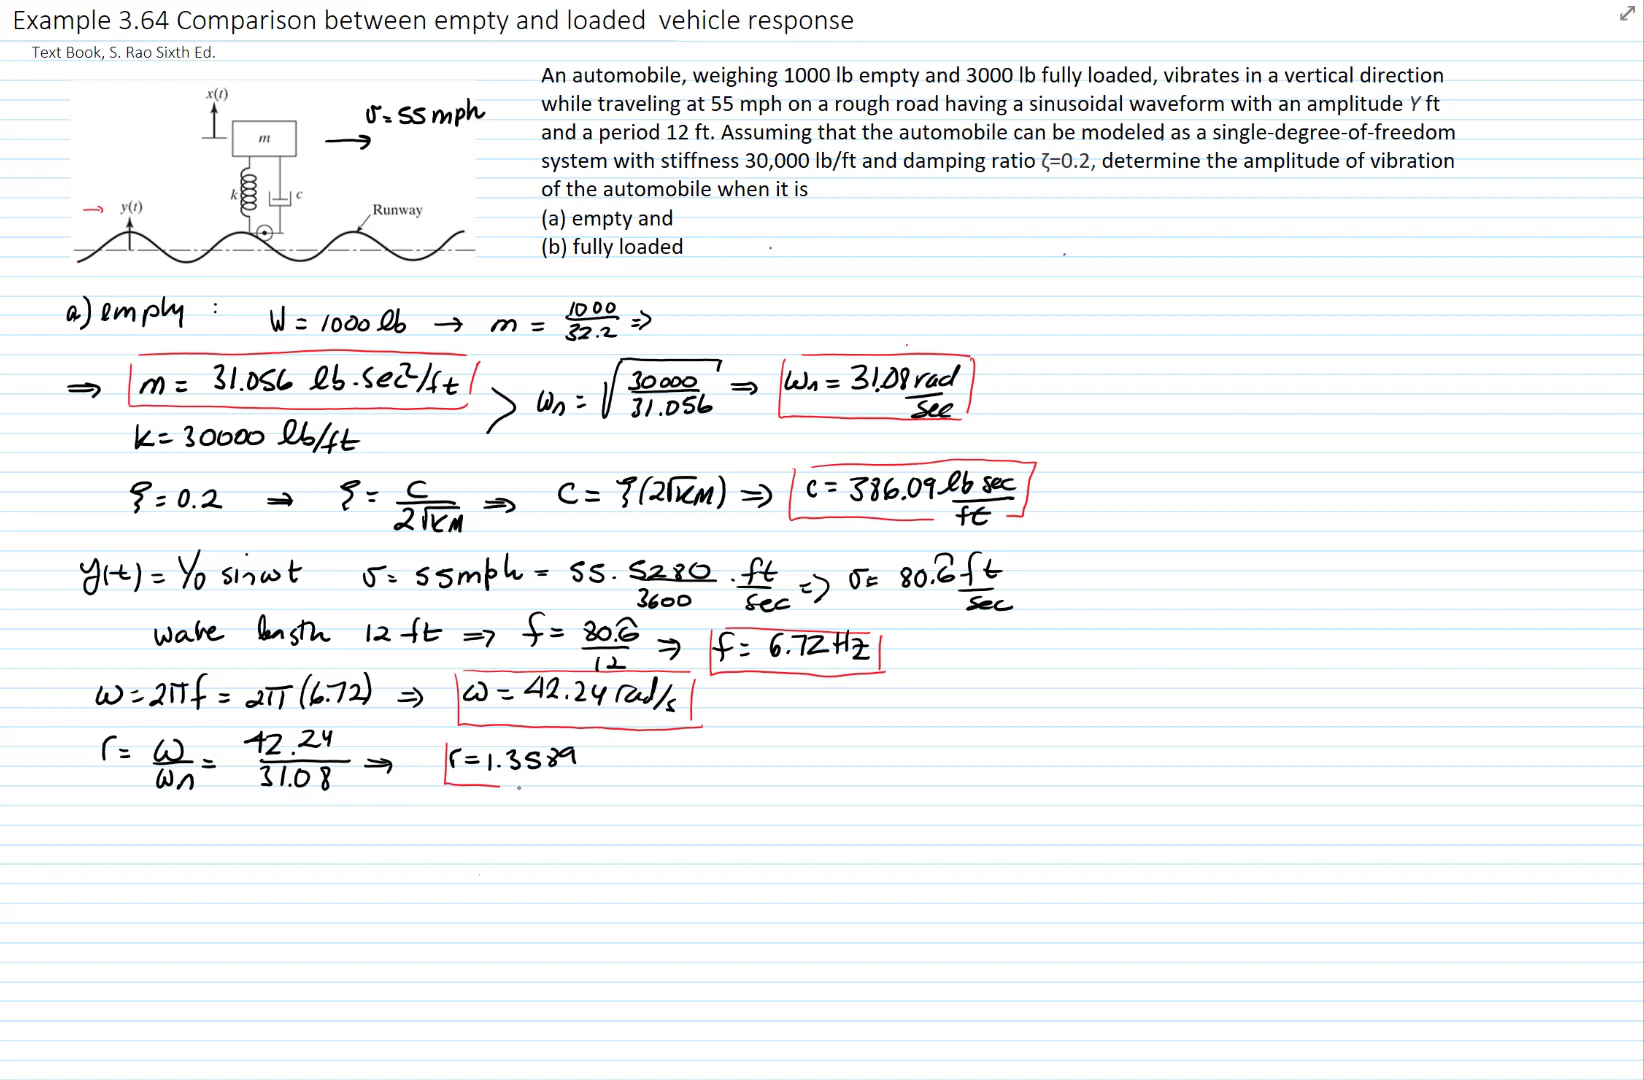 Example 3.64 Comparison between empty and loaded vehicle response
Text Book, S. Rao Sixth Ed.
An automobile, weighing 1000 lb empty and 3000 lb fully loaded, vibrates in a vertical direction
while traveling at 55 mph on a rough road having a sinusoidal waveform with an amplitude Y ft
and a period 12 ft. Assuming that the automobile can be modeled as a single-degree-of-freedom
system with stiffness 30,000 lb/ft and damping ratio ζ=0.2, determine the amplitude of vibration
of the automobile when it is
(a) empty and
(b) fully loaded
x(t)
m
v = 55 mph
k
c
→ y(t)
Runway
a) empty : W = 1000 lb → m = 1000/32.2 ⇒
⇒ m = 31.056 lb.sec²/ft > ωn = √(30000/31.056) ⇒ ωn = 31.08 rad/sec
k = 30000 lb/ft
ζ = 0.2 ⇒ ζ = C/2√KM ⇒ C = ζ(2√KM) ⇒ C = 386.09 lb sec/ft
y(t) = Y0 sin ωt v = 55 mph = 55 . 5280/3600 . ft/sec ⇒ v = 80.6̂ ft/sec
wave length 12 ft ⇒ f = 80.6̂/12 ⇒ f = 6.72 Hz
ω = 2πf = 2π(6.72) ⇒ ω = 42.24 rad/s
r = ω/ωn = 42.24/31.08 ⇒ r = 1.3589